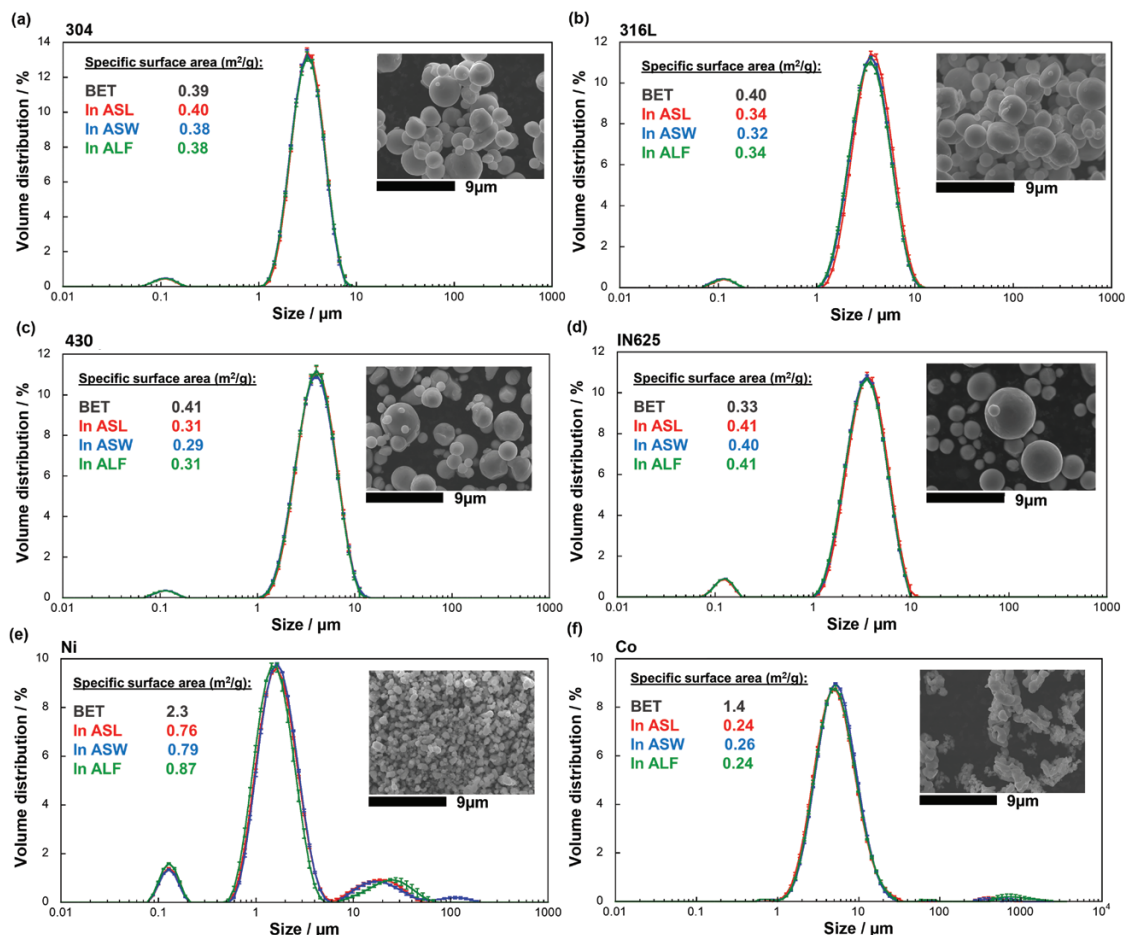 (a)
304
Volume distribution / %
14
12
10
8
6
4
2
0
Specific surface area (m²/g):
BET 0.39
In ASL 0.40
In ASW 0.38
In ALF 0.38
9µm
0.01 0.1 1 10 100 1000
Size / µm
(b)
316L
Volume distribution / %
12
10
8
6
4
2
0
Specific surface area (m²/g):
BET 0.40
In ASL 0.34
In ASW 0.32
In ALF 0.34
9µm
0.01 0.1 1 10 100 1000
Size / µm
(c)
430
Volume distribution / %
12
10
8
6
4
2
0
Specific surface area (m²/g):
BET 0.41
In ASL 0.31
In ASW 0.29
In ALF 0.31
9µm
0.01 0.1 1 10 100 1000
Size / µm
(d)
IN625
Volume distribution / %
12
10
8
6
4
2
0
Specific surface area (m²/g):
BET 0.33
In ASL 0.41
In ASW 0.40
In ALF 0.41
9µm
0.01 0.1 1 10 100 1000
Size / µm
(e)
Ni
Volume distribution / %
10
8
6
4
2
0
Specific surface area (m²/g):
BET 2.3
In ASL 0.76
In ASW 0.79
In ALF 0.87
9µm
0.01 0.1 1 10 100 1000
Size / µm
(f)
Co
Volume distribution / %
10
8
6
4
2
0
Specific surface area (m²/g):
BET 1.4
In ASL 0.24
In ASW 0.26
In ALF 0.24
9µm
0.01 0.1 1 10 100 1000 10⁴
Size / µm